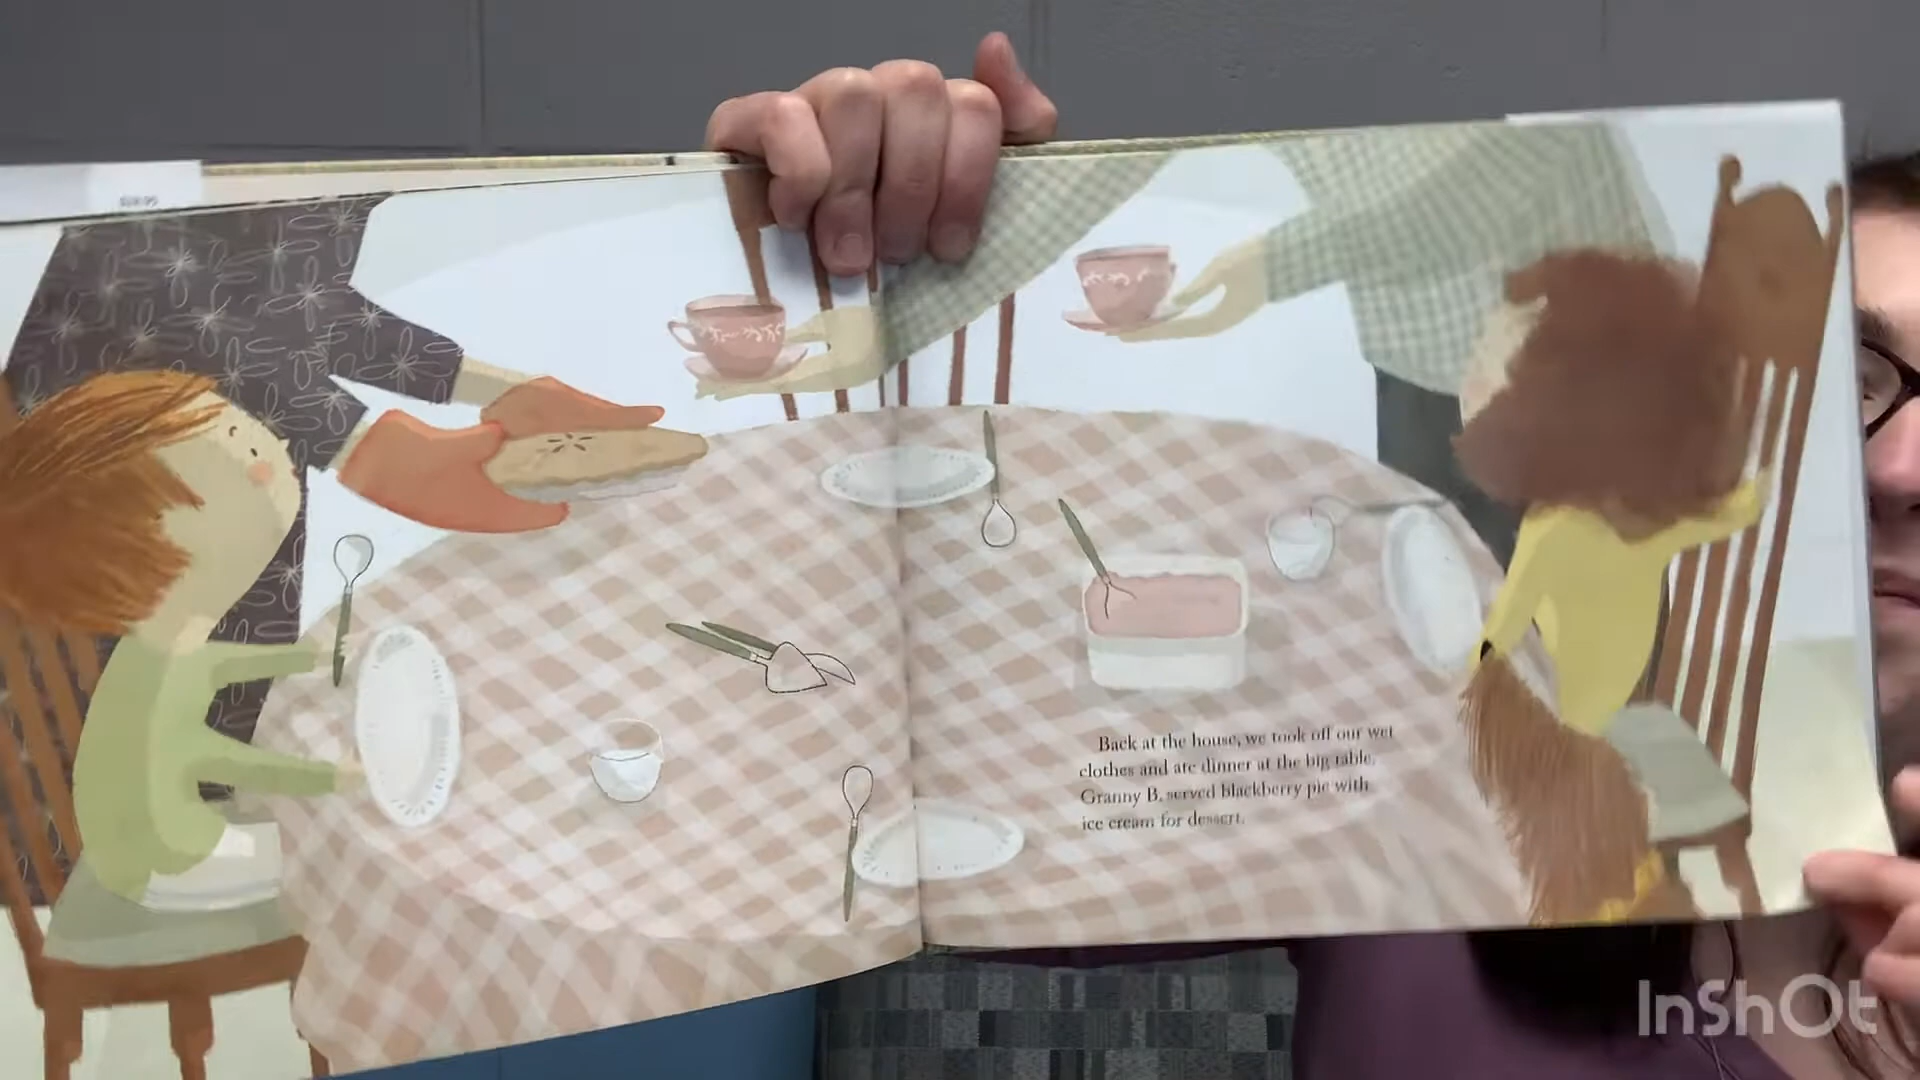 Back at the house, we took off our wet
clothes and ate dinner at the big table.
Granny B. served blackberry pie with
ice cream for dessert.
InShOt